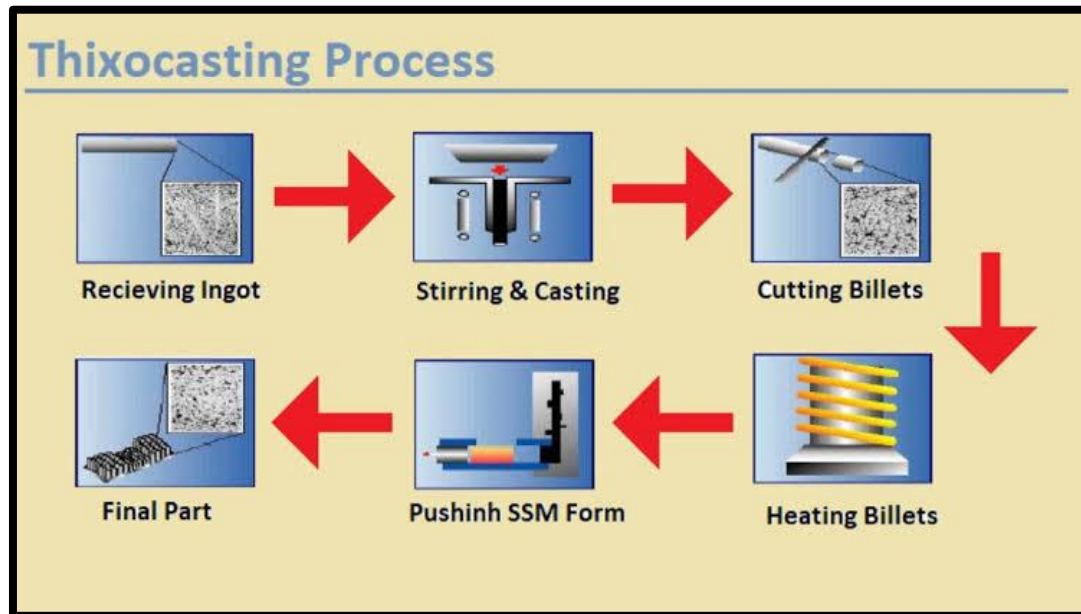 Thixocasting Process
Recieving Ingot
Stirring & Casting
Cutting Billets
Final Part
Pushinh SSM Form
Heating Billets